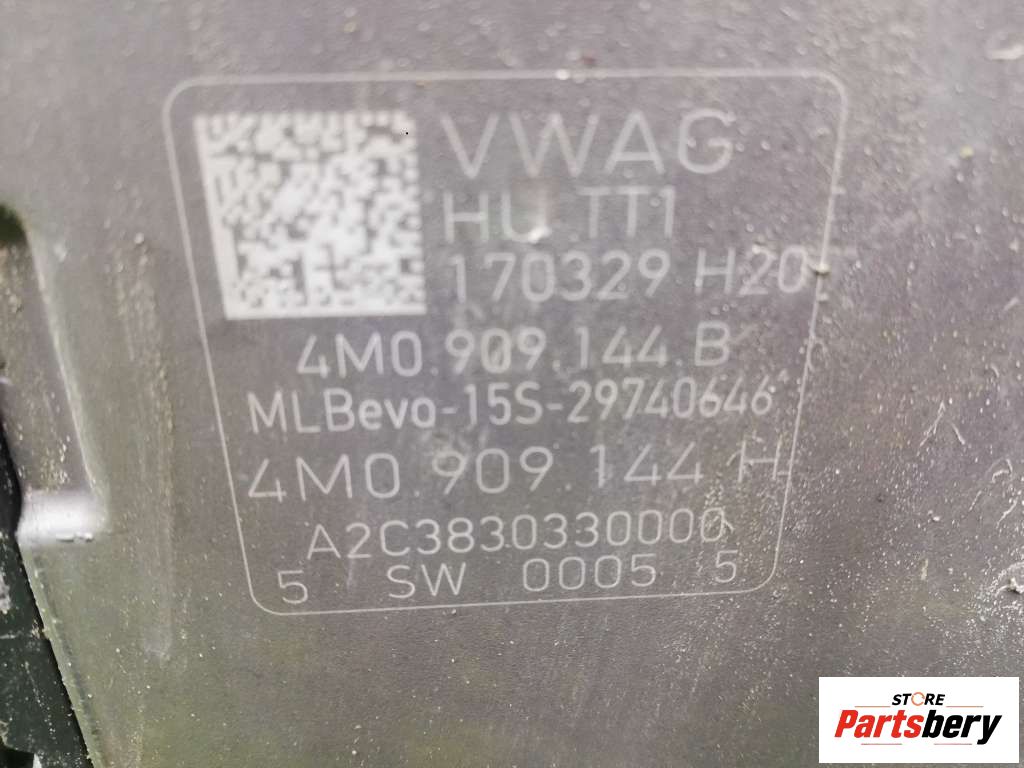 VWAG
HU TT1
170329 H20
4M0.909.144.B
MLBevo-15S-29740646
4M0.909.144 H
A2C3830330000
5 SW 0005 5
STORE
Partsbery